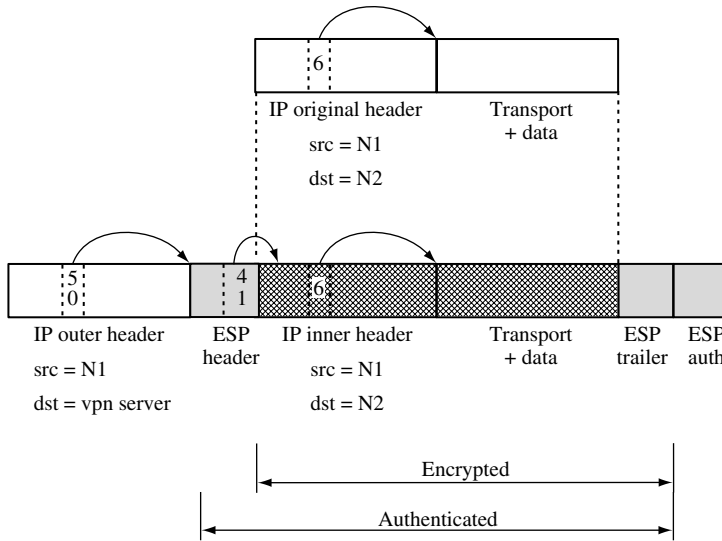 6
IP original header
Transport
+ data
src = N1
dst = N2
5
0
4
1
6
IP outer header
ESP
header
IP inner header
Transport
+ data
ESP
trailer
ESP
auth
src = N1
dst = vpn server
src = N1
dst = N2
Encrypted
Authenticated